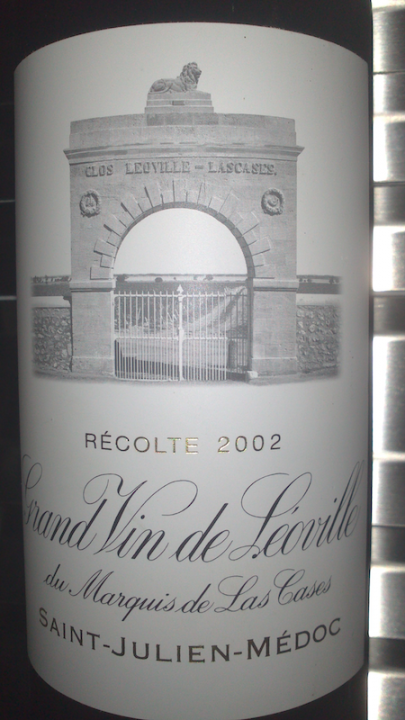 CLOS LEOVILLE-LASCASES.
RÉCOLTE 2002
Grand Vin de Léoville
du Marquis de Las Cases
SAINT-JULIEN-MÉDOC